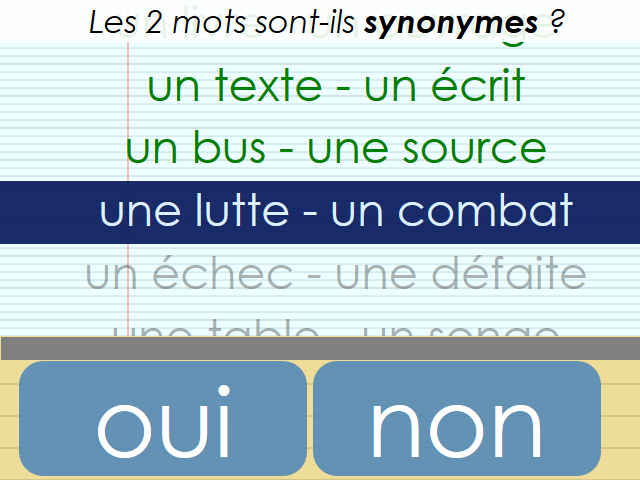 Les 2 mots sont-ils synonymes ?
un texte - un écrit
un bus - une source
une lutte - un combat
un échec - une défaite
une table - un songe
oui
non